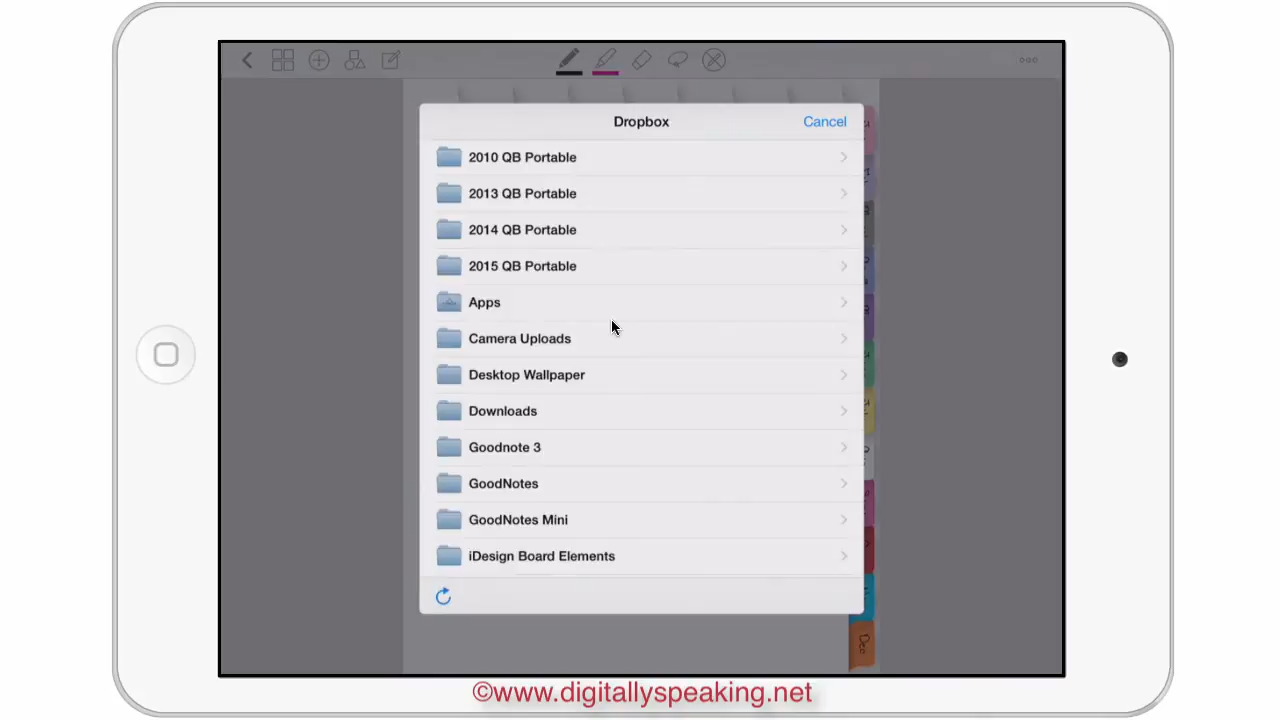 Dropbox
Cancel
2010 QB Portable
2013 QB Portable
2014 QB Portable
2015 QB Portable
Apps
Camera Uploads
Desktop Wallpaper
Downloads
Goodnote 3
GoodNotes
GoodNotes Mini
iDesign Board Elements
Dec
©www.digitallyspeaking.net